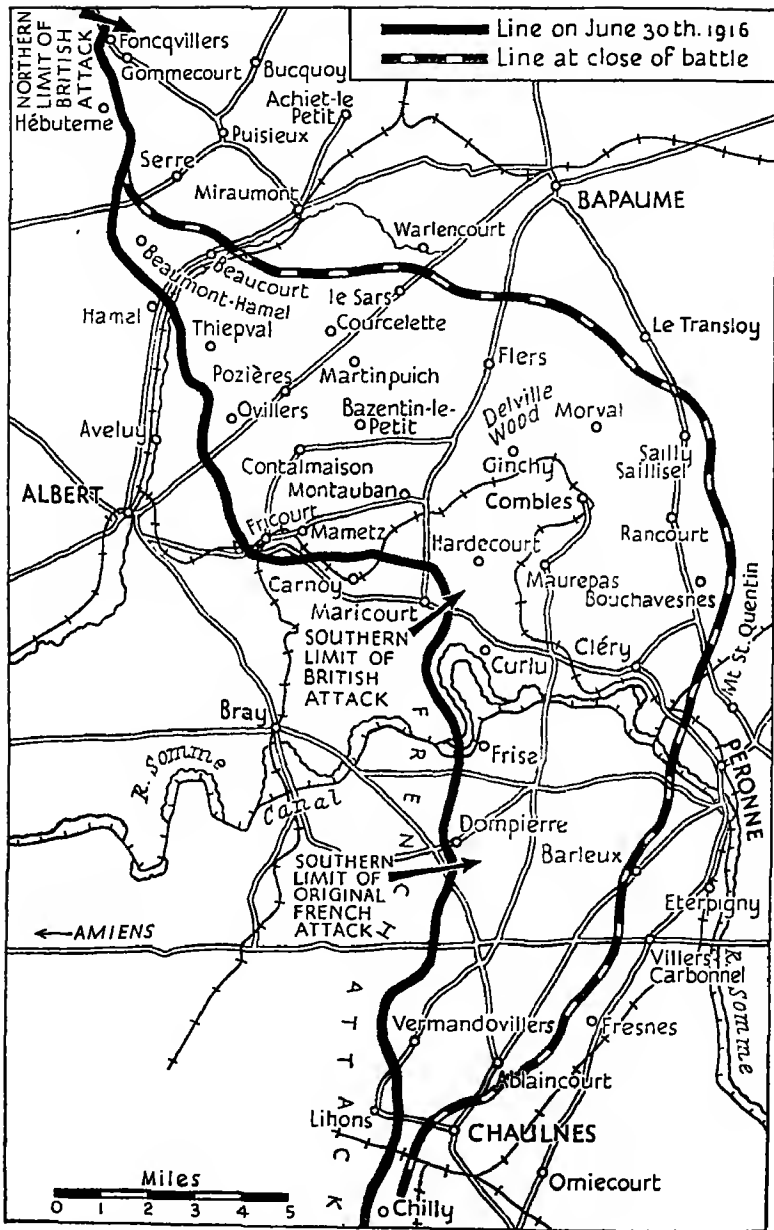 Line on June 30th. 1916
Line at close of battle
NORTHERN
LIMIT OF
BRITISH
ATTACK
Foncqvillers
Gommecourt
Bucquoy
Achiet-le
Petit
Hébuterne
Puisieux
Serre
Miraumont
BAPAUME
Warlencourt
Beaucourt
Beaumont-Hamel
le Sars
Hamel
Thiepval
Courcelette
Le Transloy
Pozières
Martinpuich
Flers
Ovillers
Bazentin-le-
Petit
Delville
Wood
Morval
Aveluy
Contalmaison
Ginchy
Sailly
Saillisel
ALBERT
Montauban
Combles
Fricourt
Mametz
Hardecourt
Rancourt
Carnoy
Maurepas
Maricourt
Bouchavesnes
SOUTHERN
LIMIT OF
BRITISH
ATTACK
Curlu
Cléry
Mt St. Quentin
Bray
Frise
PERONNE
R. Somme
Canal
FRENCH ATTACK
Dompierre
Barleux
SOUTHERN
LIMIT OF
ORIGINAL
FRENCH
ATTACK
Eterpigny
AMIENS
Villers
Carbonnel
R. Somme
Vermandovillers
Fresnes
Ablaincourt
Lihons
CHAULNES
Miles
0 1 2 3 4 5
Omiecourt
Chilly